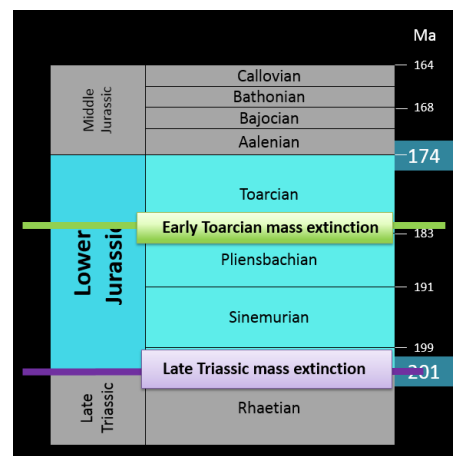 Ma
164
Callovian
Bathonian
168
Bajocian
Aalenian
Middle
Jurassic
174
Toarcian
Early Toarcian mass extinction
183
Lower
Jurassic
Pliensbachian
191
Sinemurian
199
Late Triassic mass extinction
201
Late
Triassic
Rhaetian